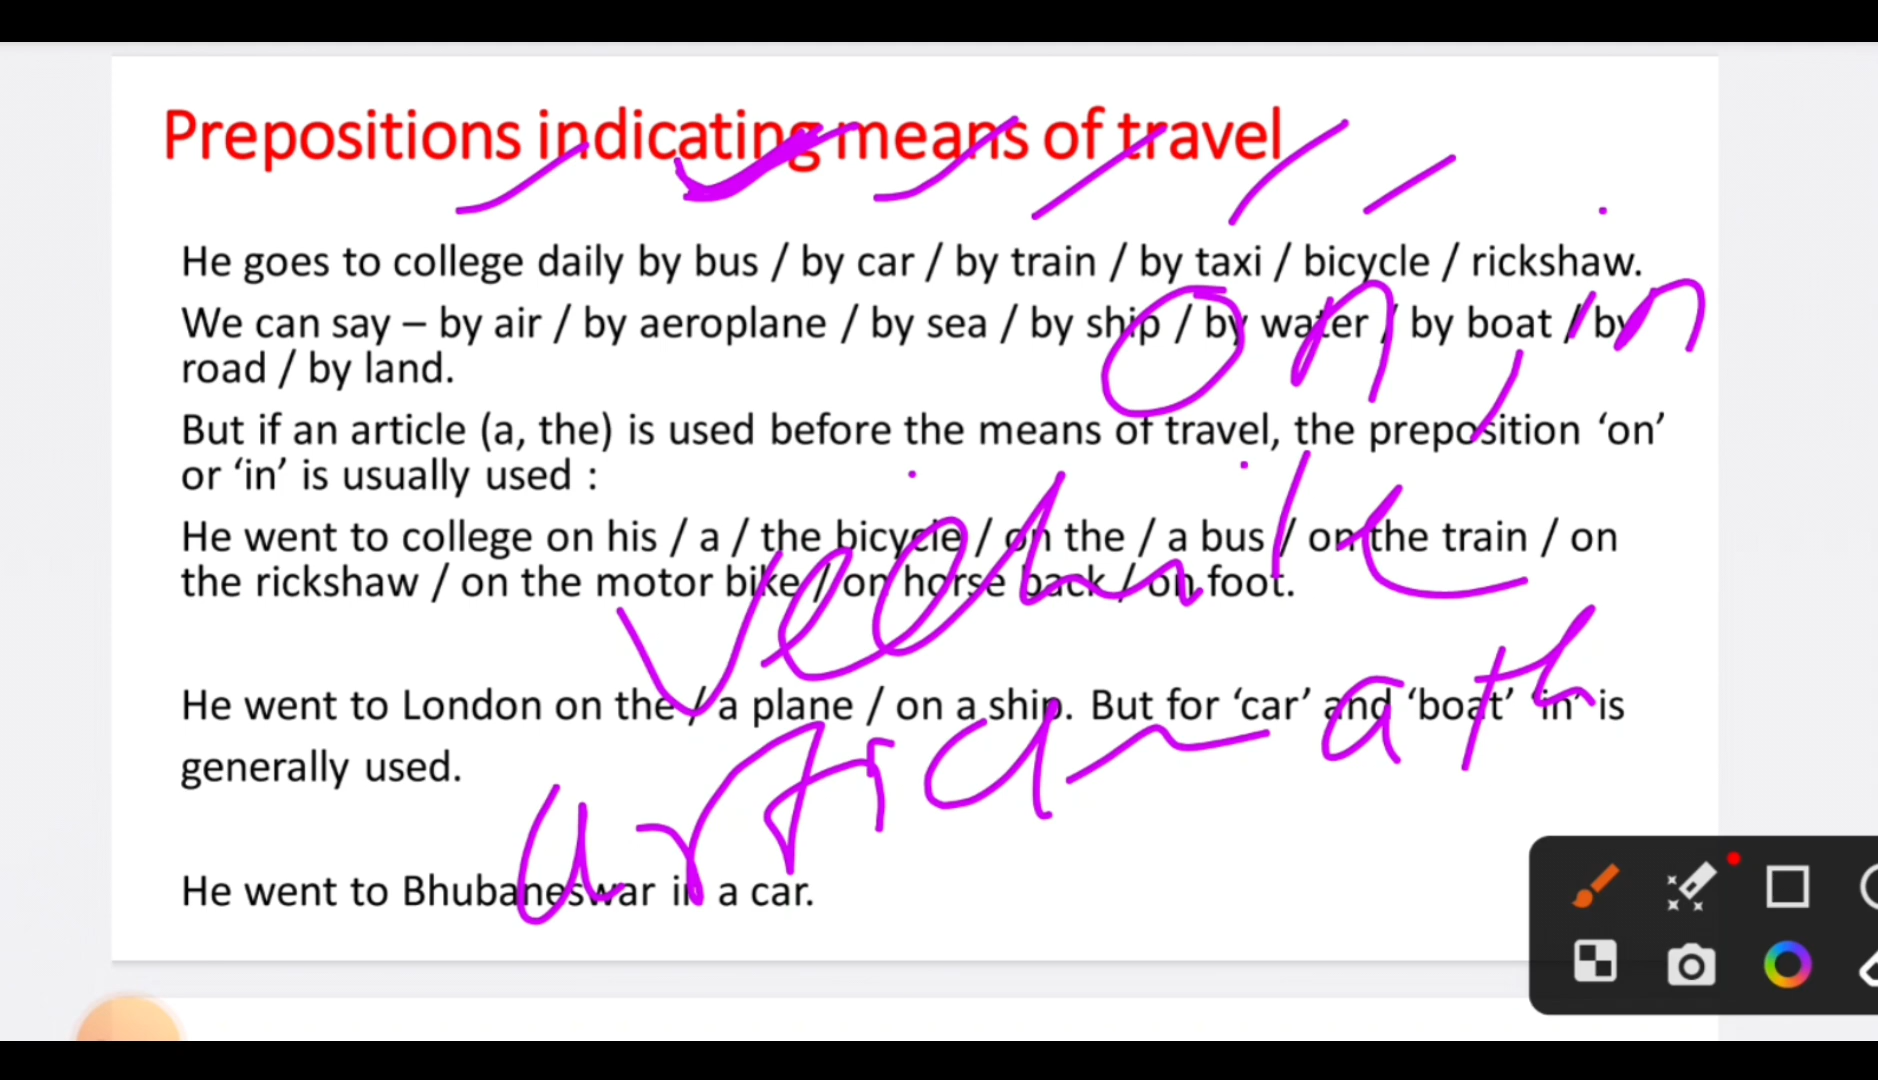 Prepositions indicating means of travel
He goes to college daily by bus / by car / by train / by taxi / bicycle / rickshaw.
We can say – by air / by aeroplane / by sea / by ship / by water / by boat / by
road / by land.
But if an article (a, the) is used before the means of travel, the preposition ‘on’
or ‘in’ is usually used :
He went to college on his / a / the bicycle / on the / a bus / on the train / on
the rickshaw / on the motor bike / on horse back / on foot.
He went to London on the / a plane / on a ship. But for ‘car’ and ‘boat’ ‘in’ is
generally used.
He went to Bhubaneswar in a car.
on, in